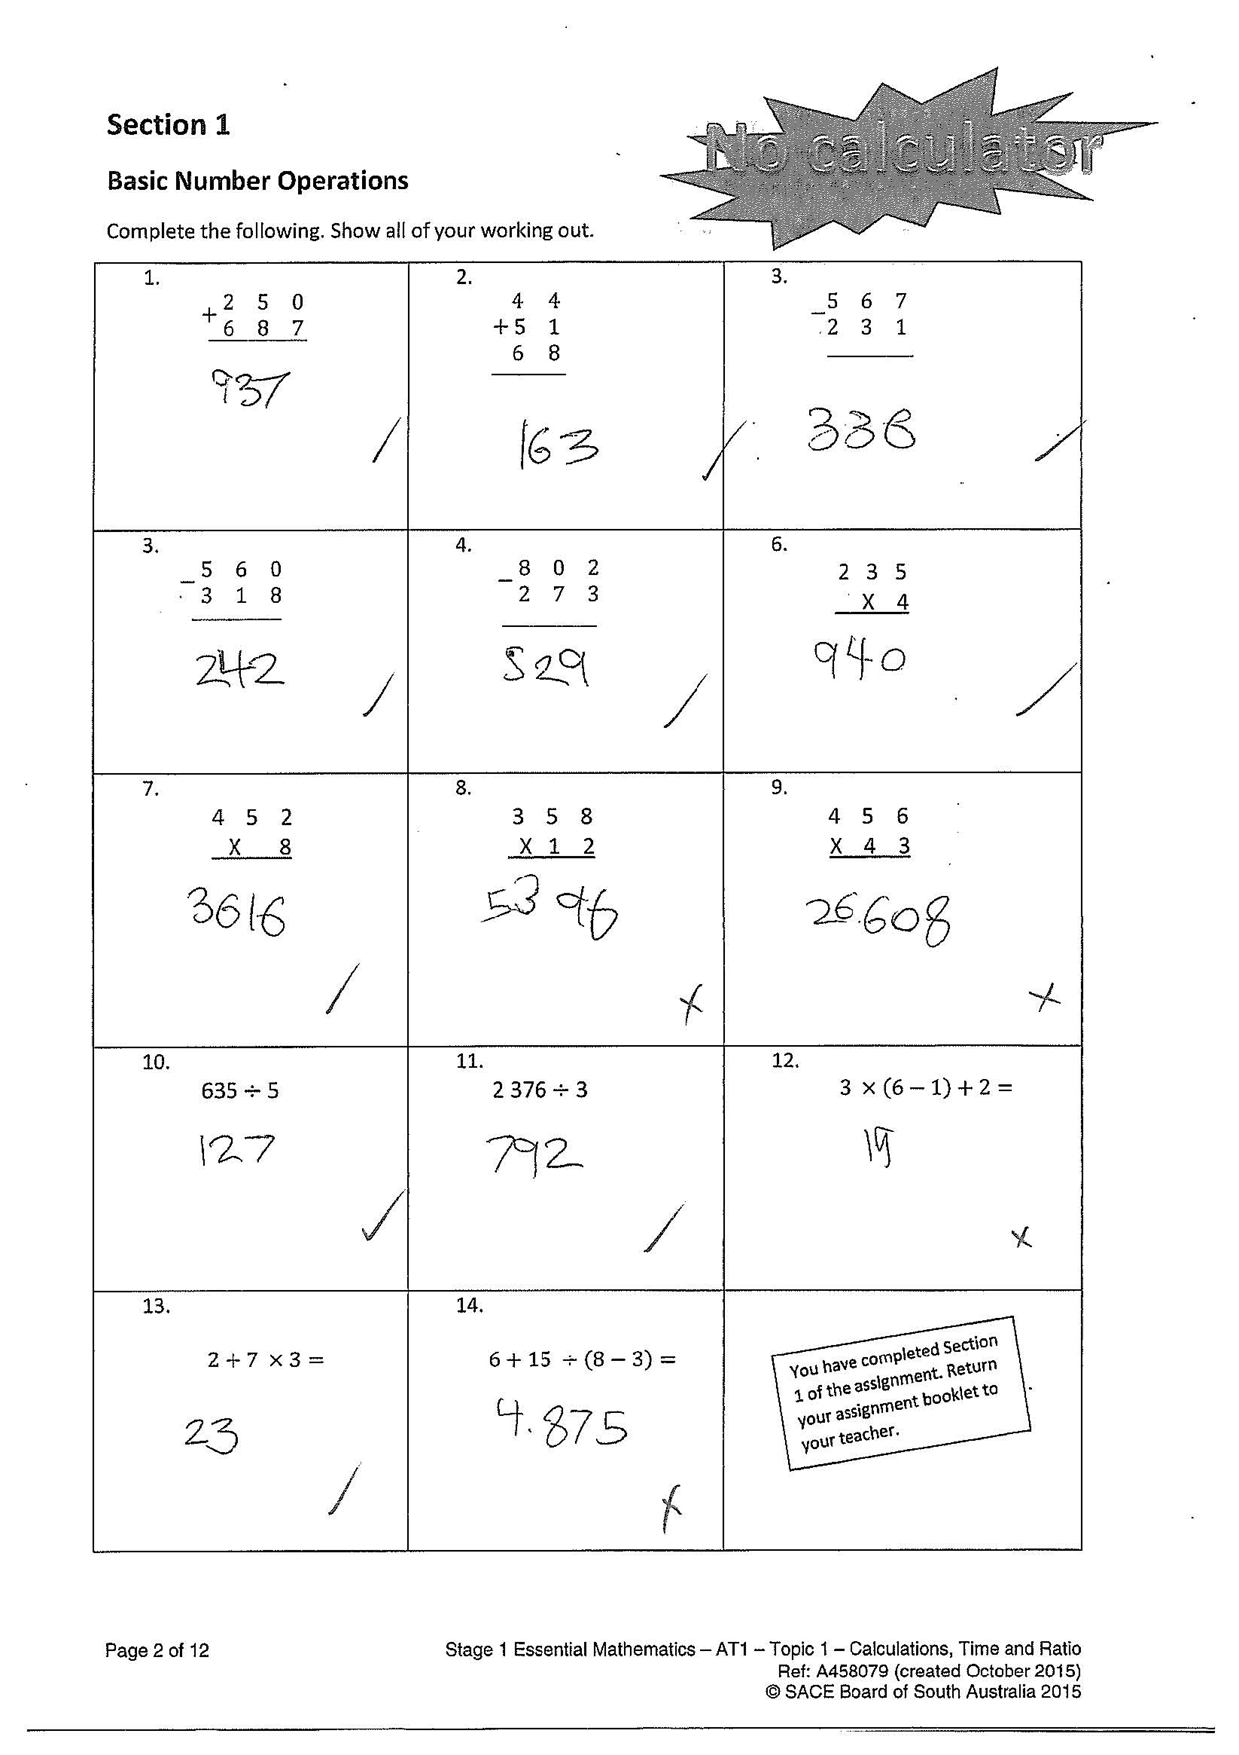 Section 1
No calculator
Basic Number Operations
Complete the following. Show all of your working out.
1.
2 5 0
+
6 8 7
937
2.
4 4
+5 1
6 8
163
3.
5 6 7
−
2 3 1
336
3.
5 6 0
−
3 1 8
242
4.
8 0 2
−
2 7 3
529
6.
2 3 5
X 4
940
7.
4 5 2
X 8
3616
8.
3 5 8
X 1 2
5396
9.
4 5 6
X 4 3
26.608
10.
635 ÷ 5
127
11.
2 376 ÷ 3
792
12.
3 × (6 – 1) + 2 =
13.
2 + 7 × 3 =
23
14.
6 + 15 ÷ (8 – 3) =
4.875
You have completed Section
1 of the assignment. Return
your assignment booklet to
your teacher.
Page 2 of 12
Stage 1 Essential Mathematics – AT1 – Topic 1 – Calculations, Time and Ratio
Ref: A458079 (created October 2015)
© SACE Board of South Australia 2015